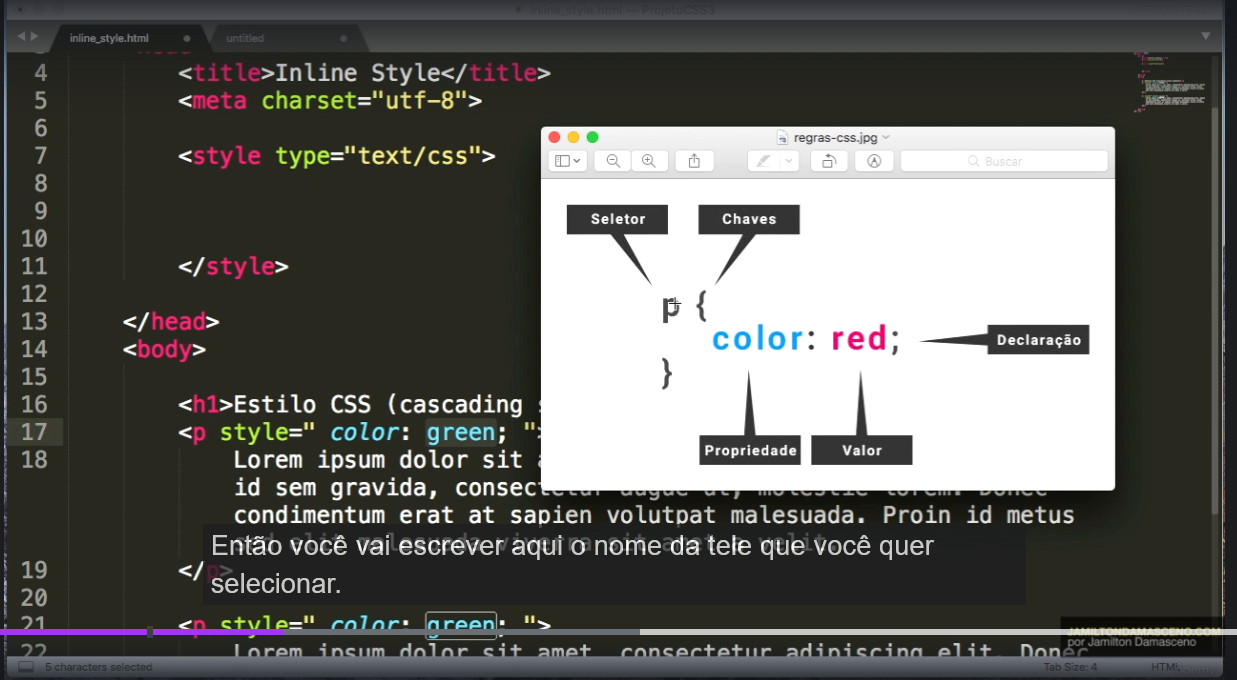 inline_style.html — ProjetoCSS3
inline_style.html
untitled
4 <title>Inline Style</title>
5 <meta charset="utf-8">
6
7 <style type="text/css">
8
9
10
11 </style>
12
13 </head>
14 <body>
15
16 <h1>Estilo CSS (cascading
17 <p style=" color: green; ">
18 Lorem ipsum dolor sit
id sem gravida, consectetur augue at, molestie lorem. Donec
condimentum erat at sapien volutpat malesuada. Proin id metus
19 </p>
20
21 <p style=" color: green; ">
22 Lorem ipsum dolor sit amet, consectetur adipiscing elit. Donec
regras-css.jpg
Buscar
Seletor
Chaves
p {
color: red;
Declaração
}
Propriedade
Valor
Então você vai escrever aqui o nome da tele que você quer
selecionar.
JAMILTONDAMASCENO.COM
por Jamilton Damasceno
5 characters selected
Tab Size: 4
HTML